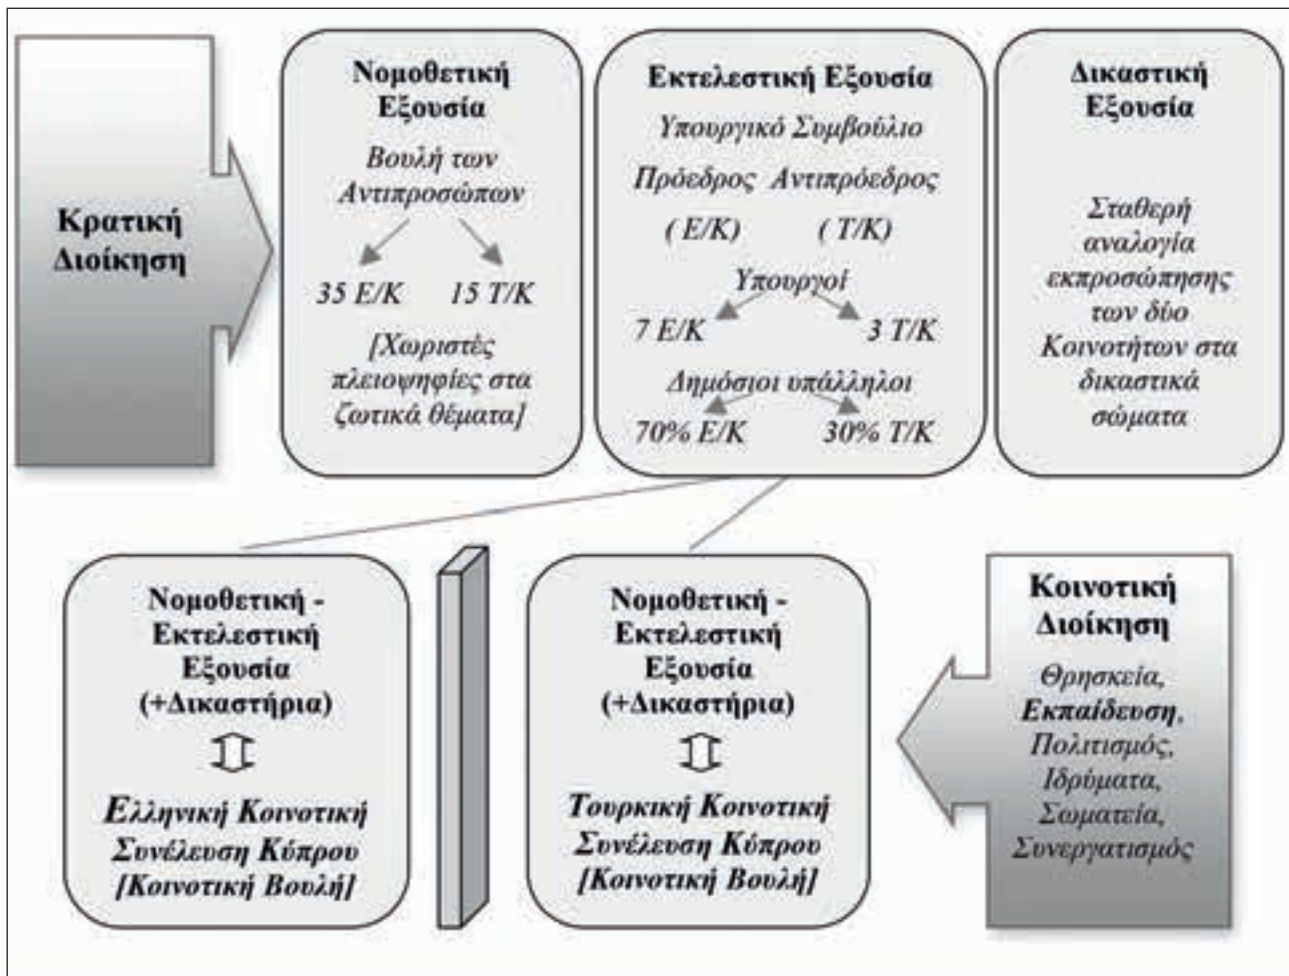 Κρατική
Διοίκηση
Νομοθετική
Εξουσία
Βουλή των
Αντιπροσώπων
35 Ε/Κ 15 Τ/Κ
[Χωριστές
πλειοψηφίες στα
ζωτικά θέματα]
Εκτελεστική Εξουσία
Υπουργικό Συμβούλιο
Πρόεδρος Αντιπρόεδρος
( Ε/Κ) ( Τ/Κ)
Υπουργοί
7 Ε/Κ 3 Τ/Κ
Δημόσιοι υπάλληλοι
70% Ε/Κ 30% Τ/Κ
Δικαστική
Εξουσία
Σταθερή
αναλογία
εκπροσώπησης
των δύο
Κοινοτήτων στα
δικαστικά
σώματα
Νομοθετική -
Εκτελεστική
Εξουσία
(+Δικαστήρια)
Ελληνική Κοινοτική
Συνέλευση Κύπρου
[Κοινοτική Βουλή]
Νομοθετική -
Εκτελεστική
Εξουσία
(+Δικαστήρια)
Τουρκική Κοινοτική
Συνέλευση Κύπρου
[Κοινοτική Βουλή]
Κοινοτική
Διοίκηση
Θρησκεία,
Εκπαίδευση,
Πολιτισμός,
Ιδρύματα,
Σωματεία,
Συνεργατισμός